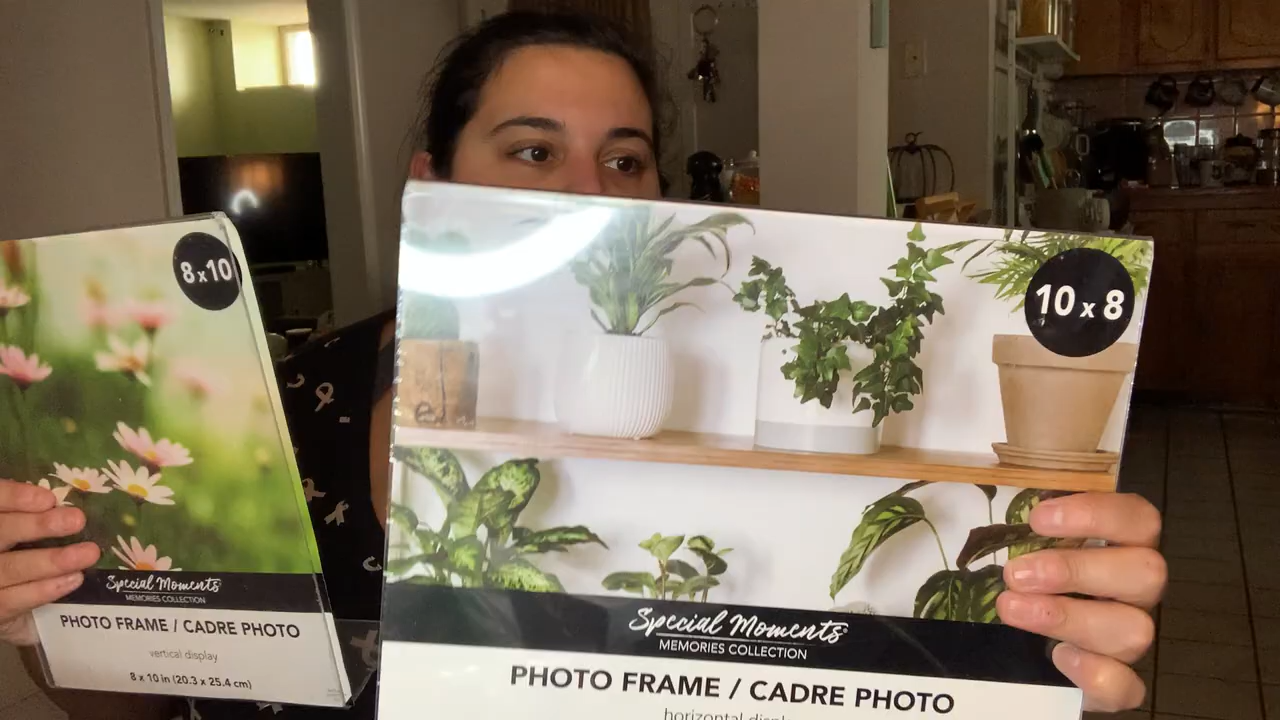 8x10
Special Moments
MEMORIES COLLECTION
PHOTO FRAME / CADRE PHOTO
vertical display
8 x 10 in (20.3 x 25.4 cm)
10 x 8
Special Moments
MEMORIES COLLECTION
PHOTO FRAME / CADRE PHOTO
horizontal